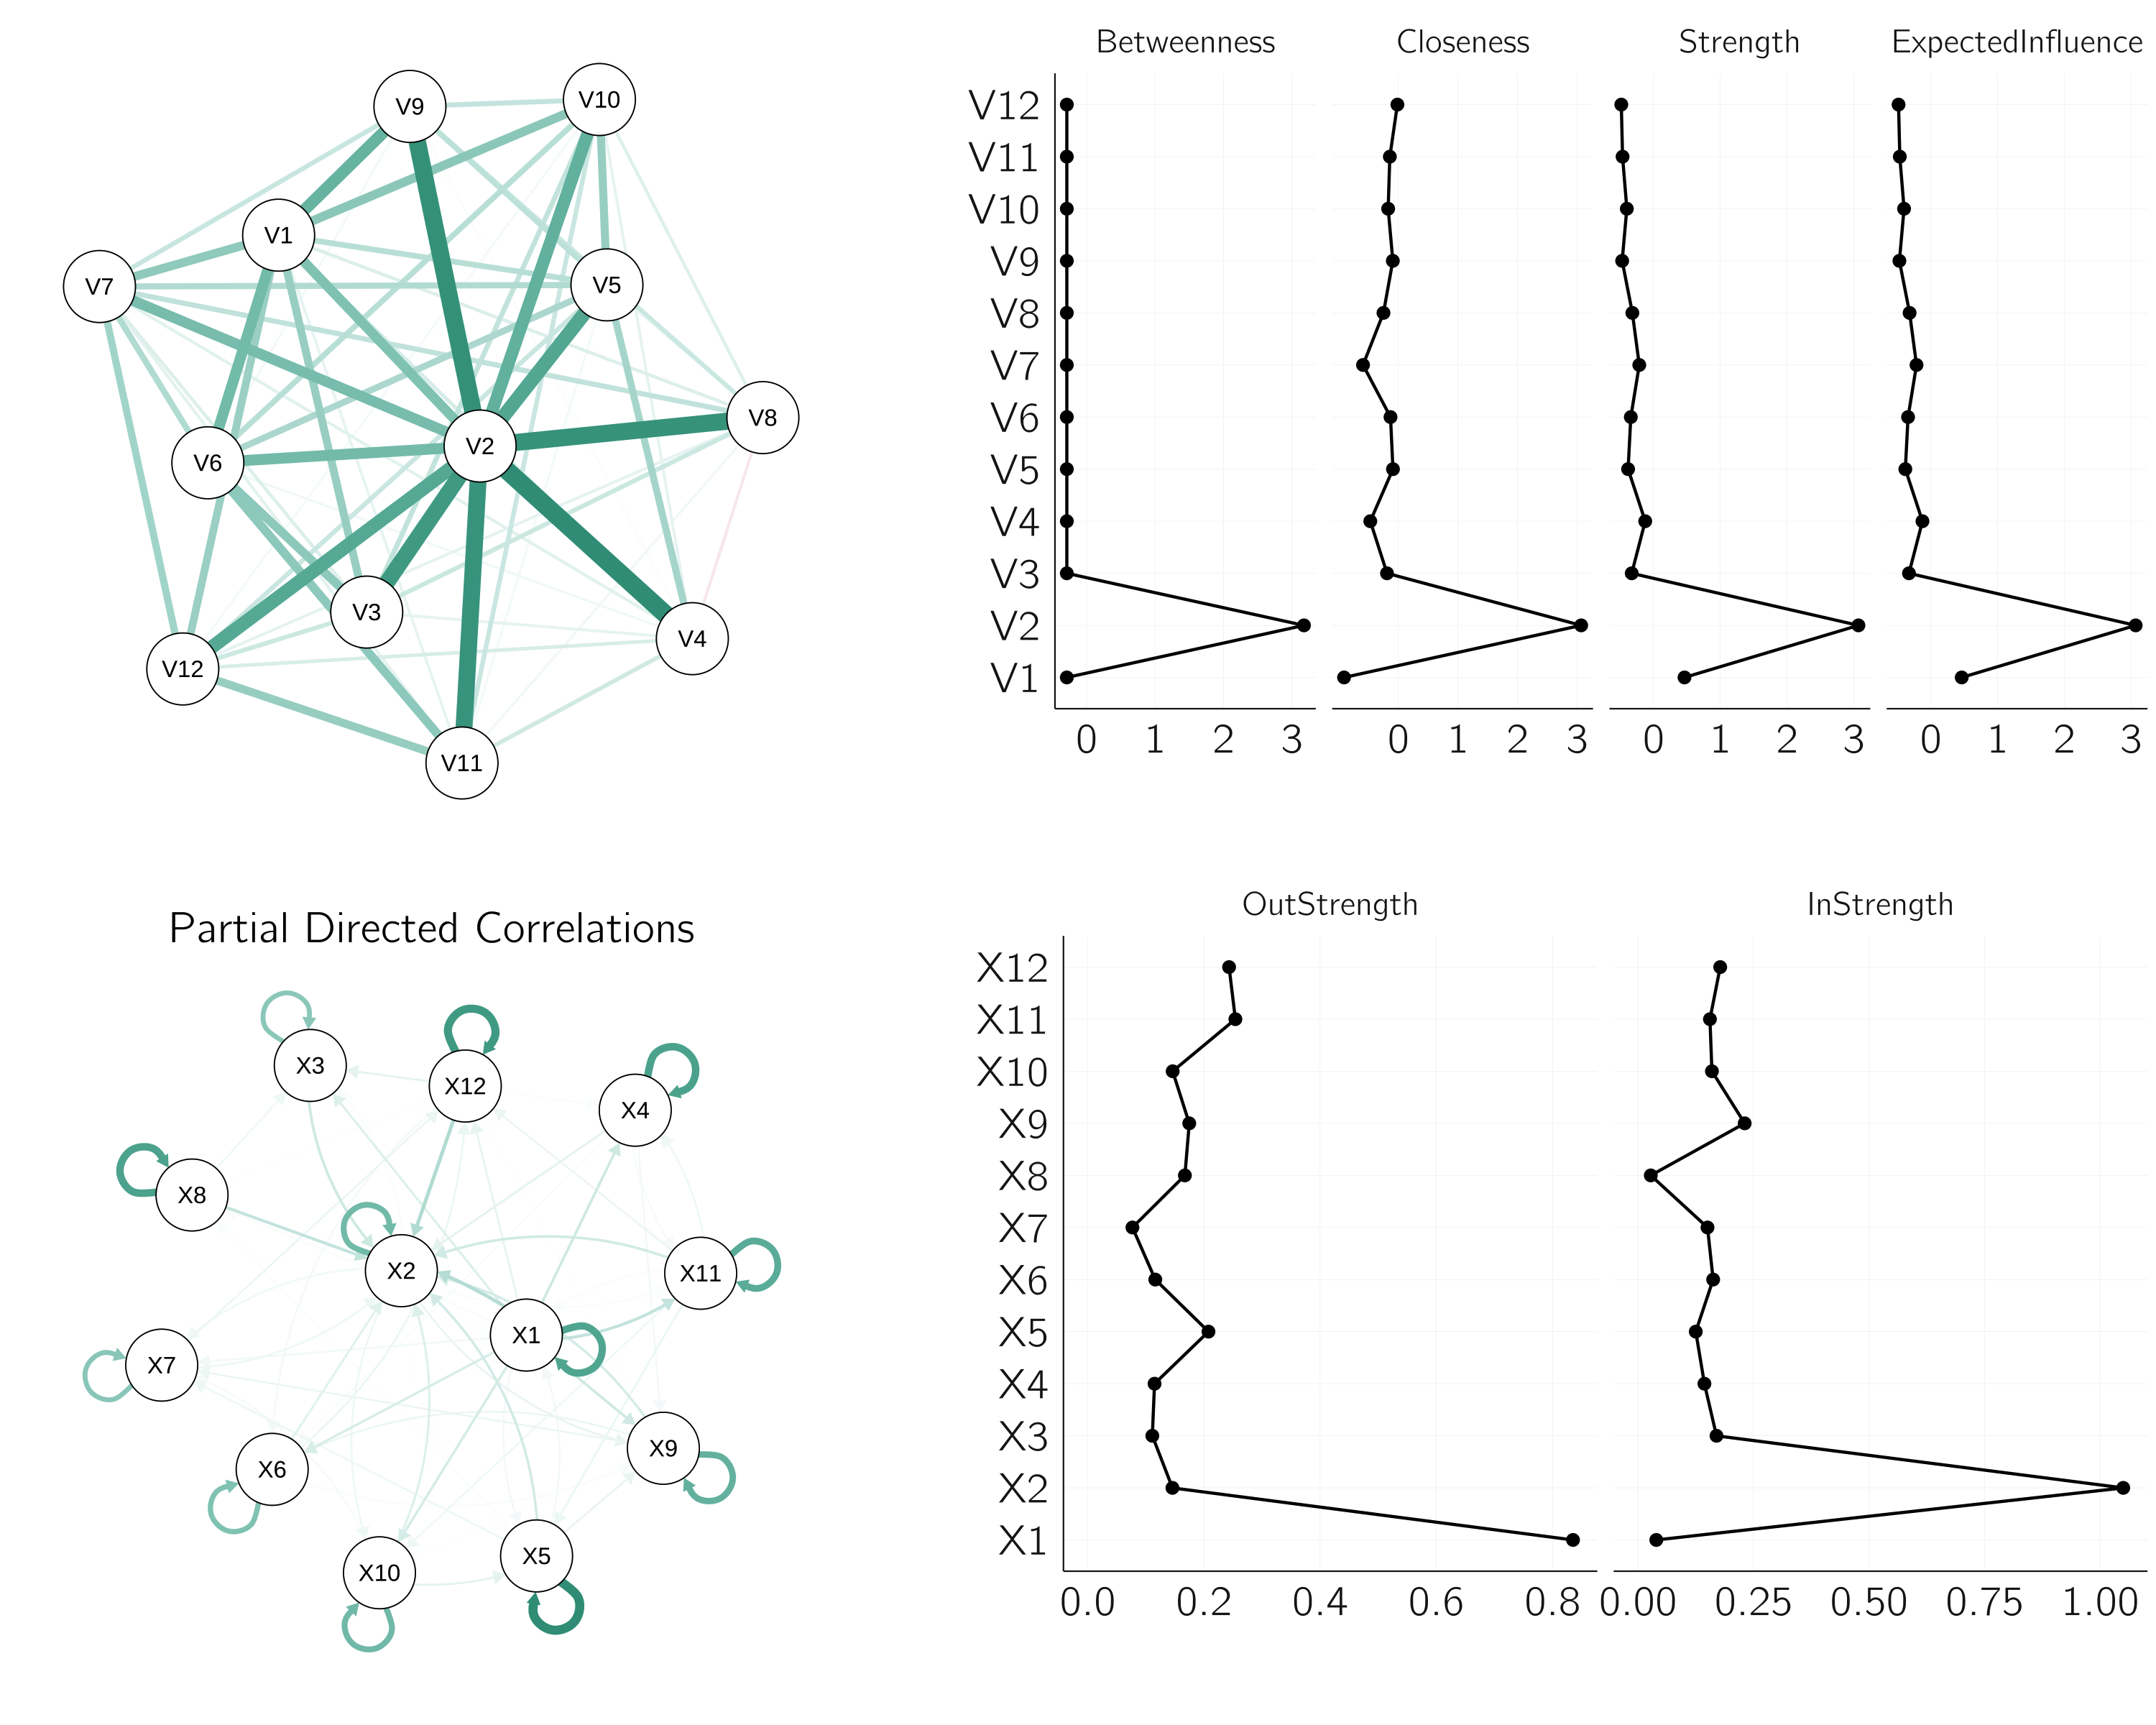 Betweenness Closeness Strength ExpectedInfluence
V12
V11
V10
V9
V8
V7
V6
V5
V4
V3
V2
V1
0 1 2 3 0 1 2 3 0 1 2 3 0 1 2 3
V9
V10
V1
V7
V5
V8
V2
V6
V3
V4
V12
V11
Partial Directed Correlations
X3
X12
X4
X8
X2
X11
X1
X7
X9
X6
X5
X10
OutStrength InStrength
X12
X11
X10
X9
X8
X7
X6
X5
X4
X3
X2
X1
0.0 0.2 0.4 0.6 0.8 0.00 0.25 0.50 0.75 1.00